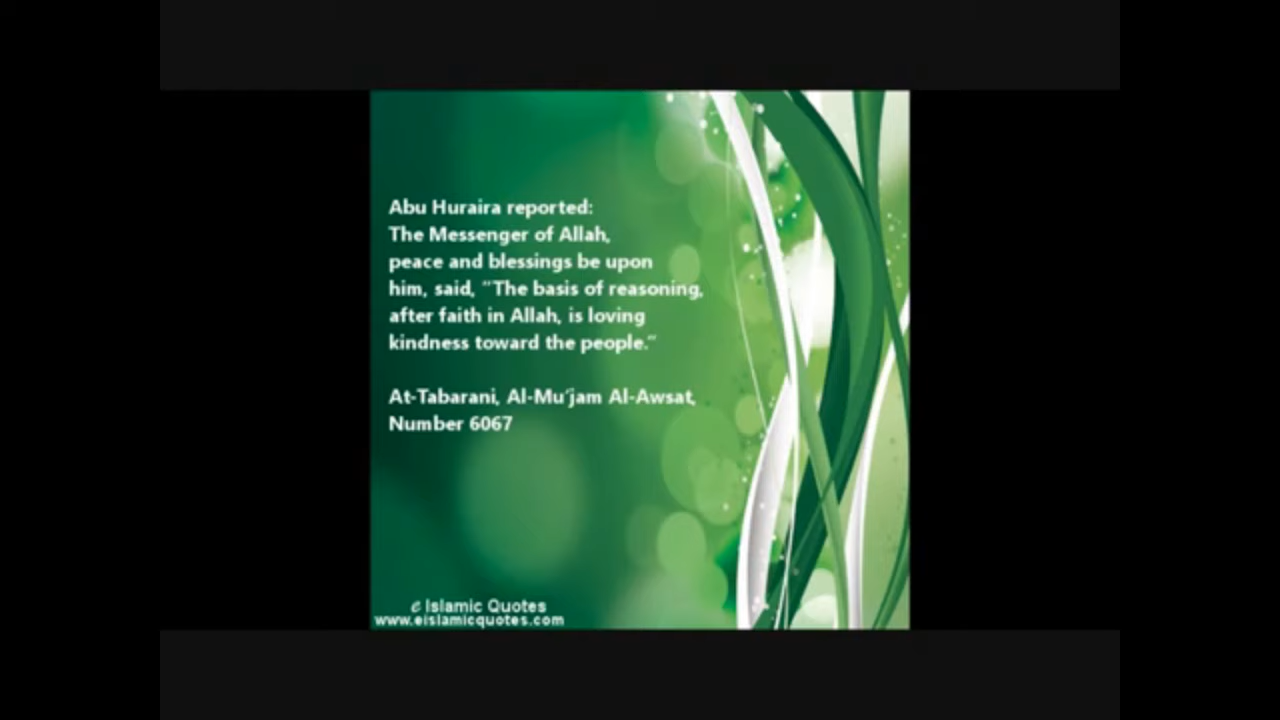 Abu Huraira reported:
The Messenger of Allah,
peace and blessings be upon
him, said, “The basis of reasoning,
after faith in Allah, is loving
kindness toward the people.”
At-Tabarani, Al-Mu’jam Al-Awsat,
Number 6067
e Islamic Quotes
www.eislamicquotes.com